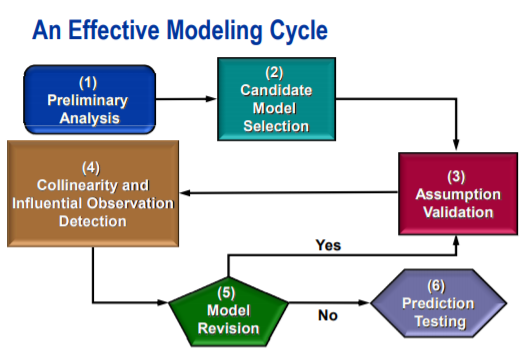 An Effective Modeling Cycle
(1)
Preliminary
Analysis
(2)
Candidate
Model
Selection
(3)
Assumption
Validation
(4)
Collinearity and
Influential Observation
Detection
Yes
(5)
Model
Revision
No
(6)
Prediction
Testing